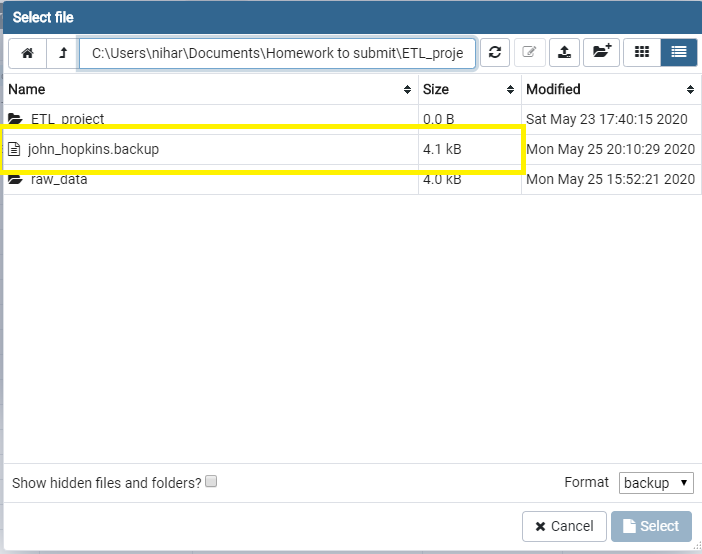 Select file
C:\Users\nihar\Documents\Homework to submit\ETL_proje
Name Size Modified
ETL_project 0.0 B Sat May 23 17:40:15 2020
john_hopkins.backup 4.1 kB Mon May 25 20:10:29 2020
raw_data 4.0 kB Mon May 25 15:52:21 2020
Show hidden files and folders? Format backup
Cancel Select